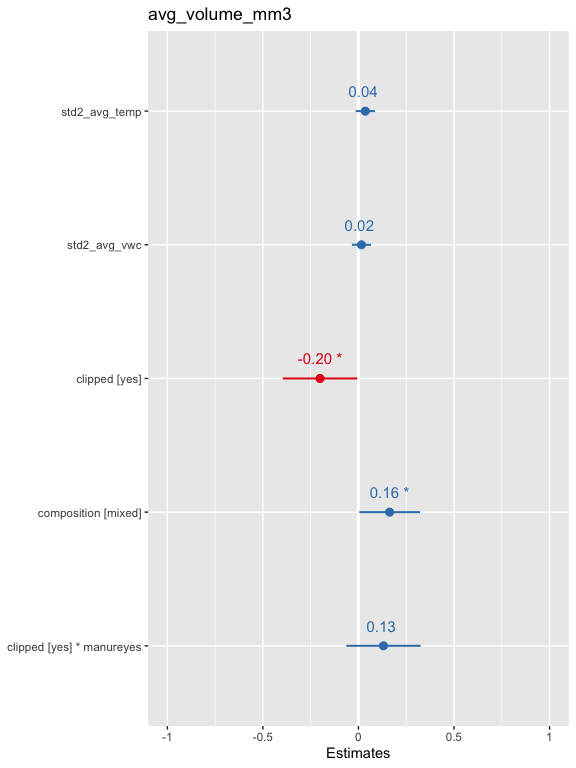 avg_volume_mm3
0.04
std2_avg_temp
0.02
std2_avg_vwc
-0.20 *
clipped [yes]
0.16 *
composition [mixed]
0.13
clipped [yes] * manureyes
-1 -0.5 0 0.5 1
Estimates